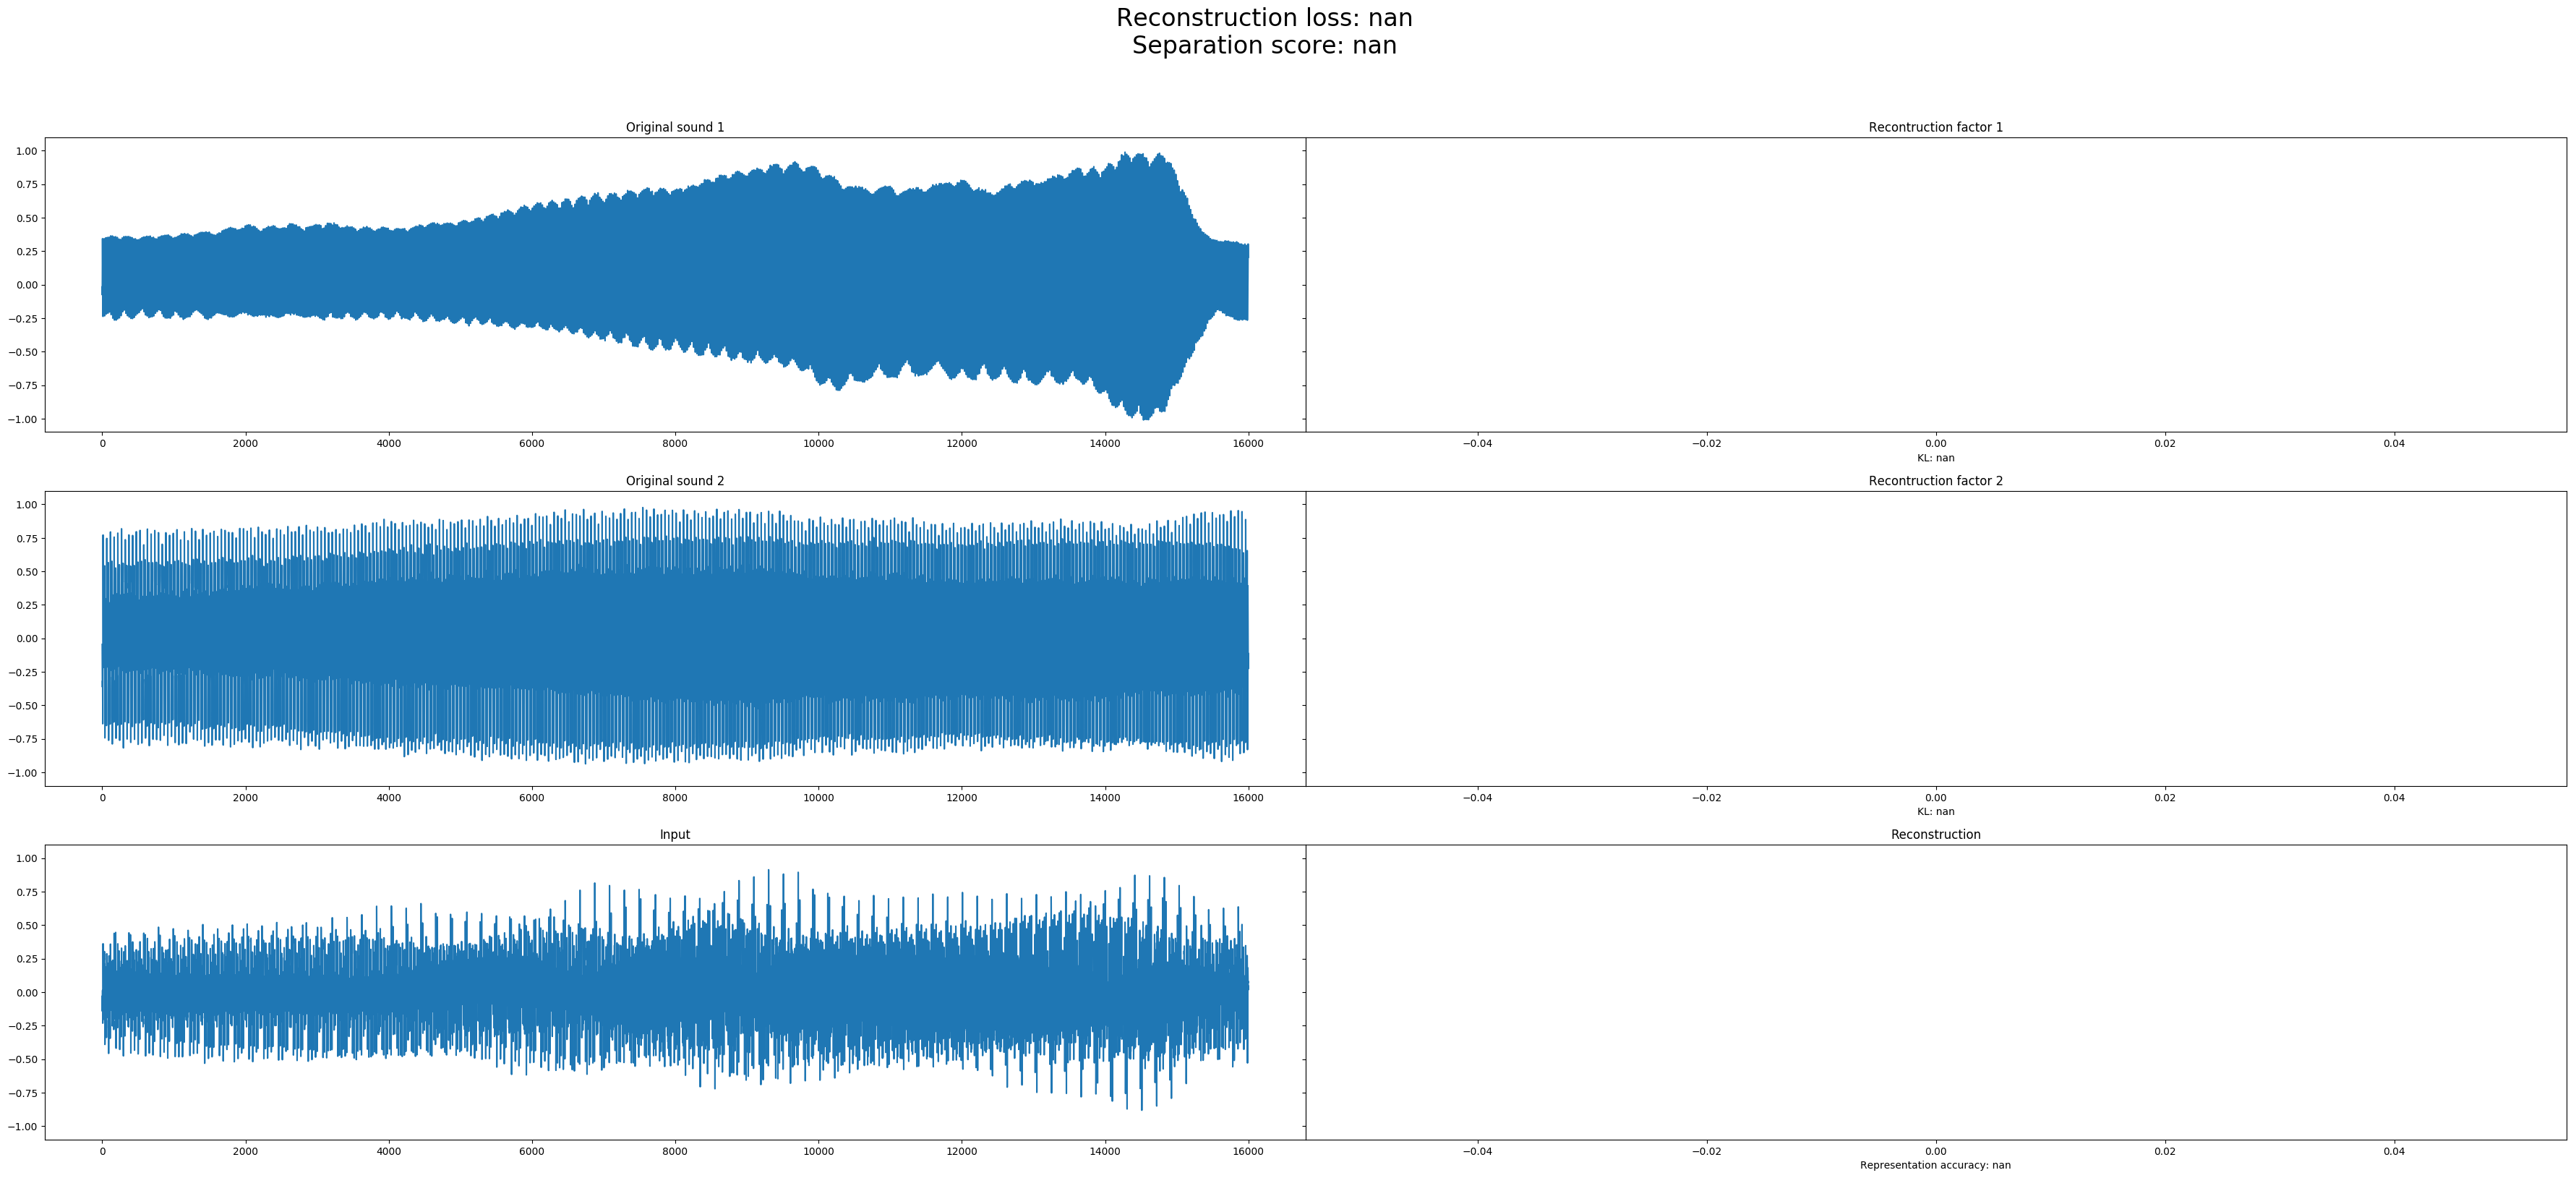 Reconstruction loss: nan
Separation score: nan
Original sound 1
Recontruction factor 1
1.00
0.75
0.50
0.25
0.00
−0.25
−0.50
−0.75
−1.00
0 2000 4000 6000 8000 10000 12000 14000 16000
−0.04 −0.02 0.00 0.02 0.04
KL: nan
Original sound 2
Recontruction factor 2
1.00
0.75
0.50
0.25
0.00
−0.25
−0.50
−0.75
−1.00
0 2000 4000 6000 8000 10000 12000 14000 16000
−0.04 −0.02 0.00 0.02 0.04
KL: nan
Input
Reconstruction
1.00
0.75
0.50
0.25
0.00
−0.25
−0.50
−0.75
−1.00
0 2000 4000 6000 8000 10000 12000 14000 16000
−0.04 −0.02 0.00 0.02 0.04
Representation accuracy: nan